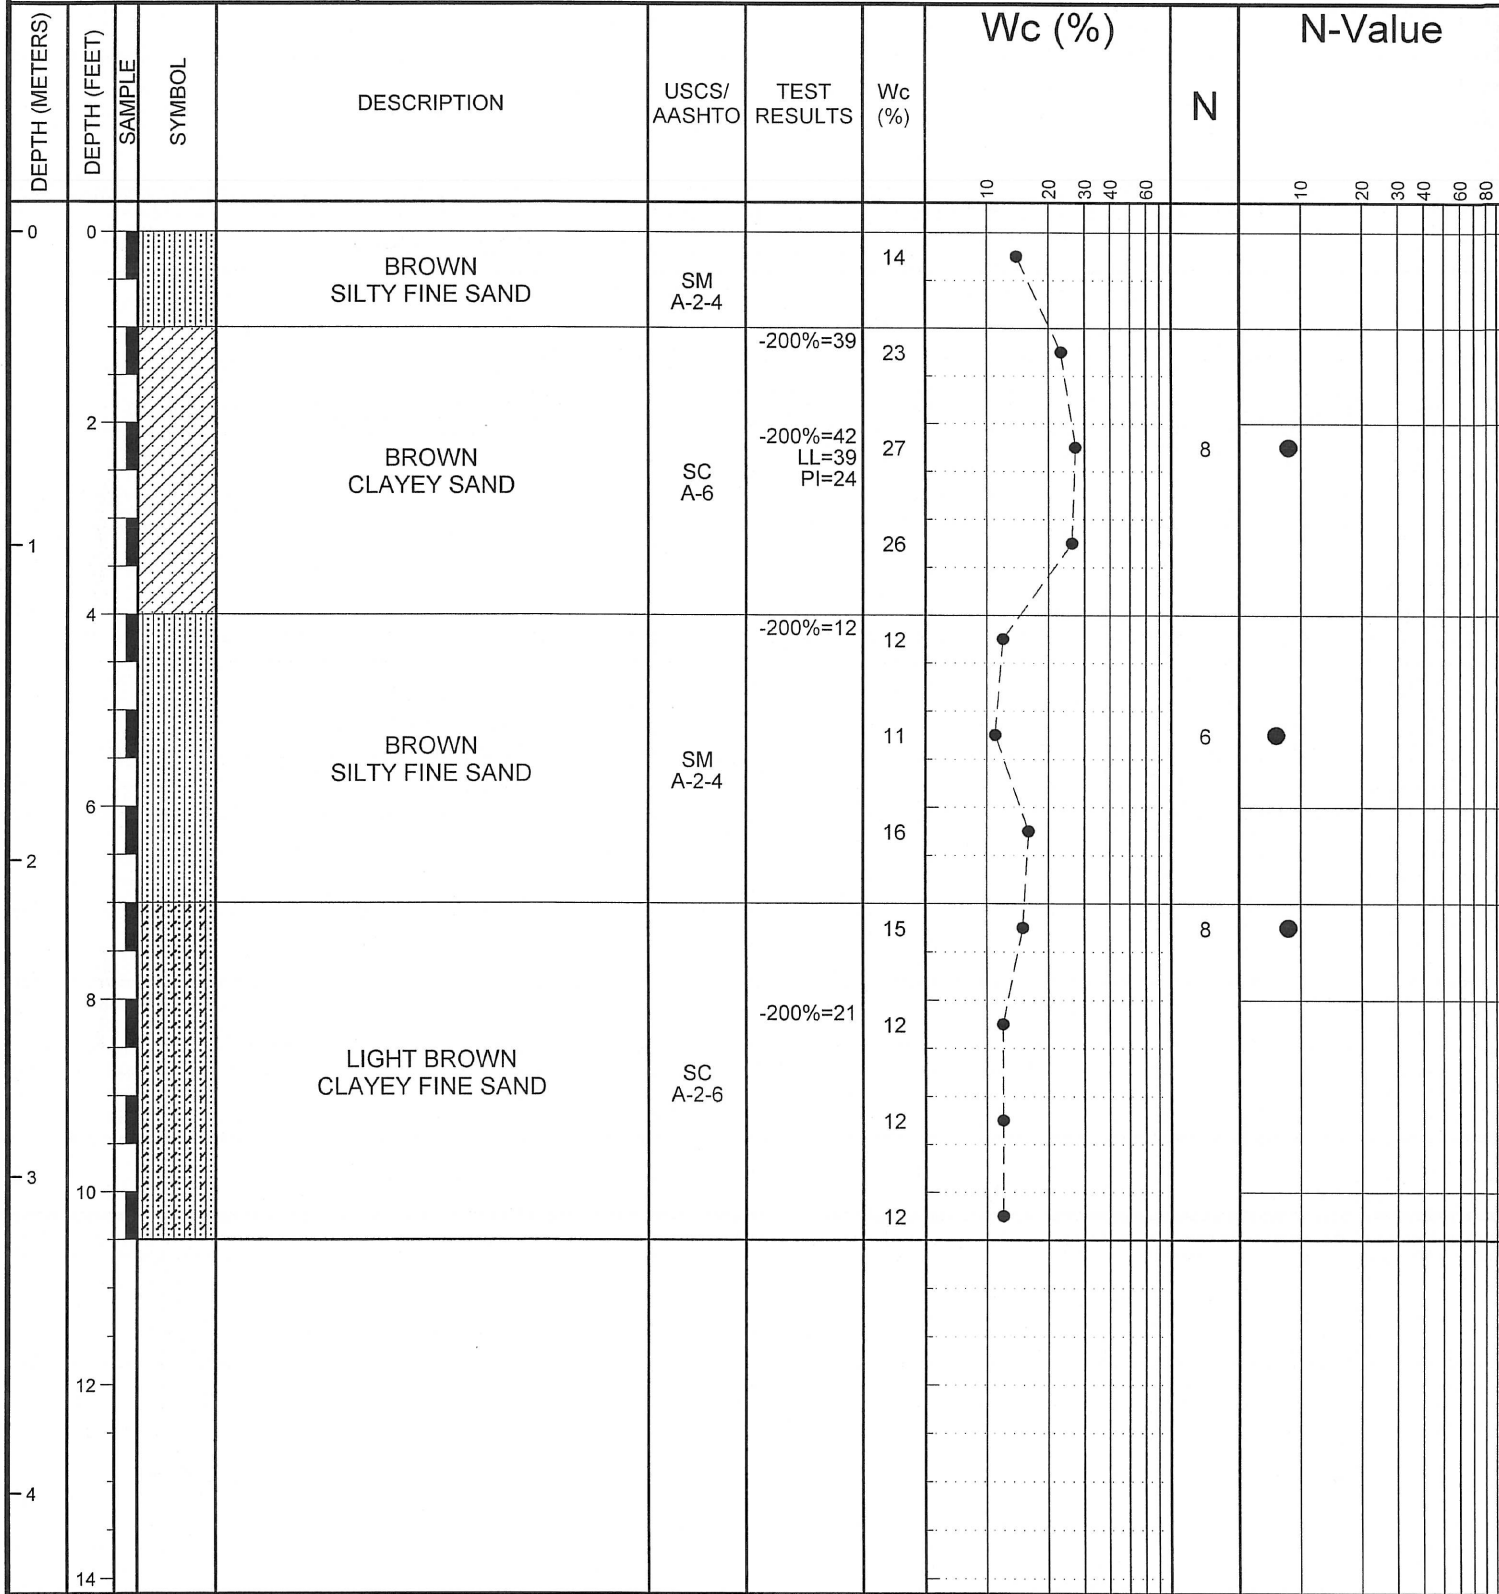 DEPTH (METERS)
DEPTH (FEET)
SAMPLE
SYMBOL
DESCRIPTION
USCS/
AASHTO
TEST
RESULTS
Wc
(%)
Wc (%)
10 20 30 40 60
N
N-Value
10 20 30 40 60 80
0 0
BROWN
SILTY FINE SAND
SM
A-2-4
14
-200%=39
23
2
BROWN
CLAYEY SAND
SC
A-6
-200%=42
LL=39
PI=24
27
8
1
26
4
-200%=12
12
BROWN
SILTY FINE SAND
SM
A-2-4
11
6
6
16
2
15
8
8
-200%=21
12
LIGHT BROWN
CLAYEY FINE SAND
SC
A-2-6
12
3
10
12
12
4
14